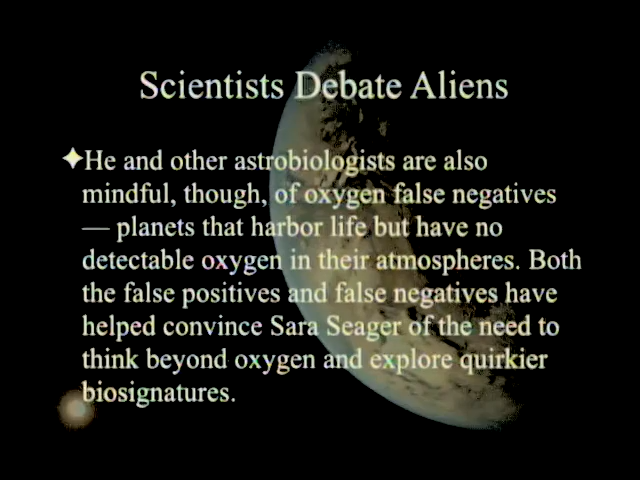 Scientists Debate Aliens
He and other astrobiologists are also
mindful, though, of oxygen false negatives
— planets that harbor life but have no
detectable oxygen in their atmospheres. Both
the false positives and false negatives have
helped convince Sara Seager of the need to
think beyond oxygen and explore quirkier
biosignatures.